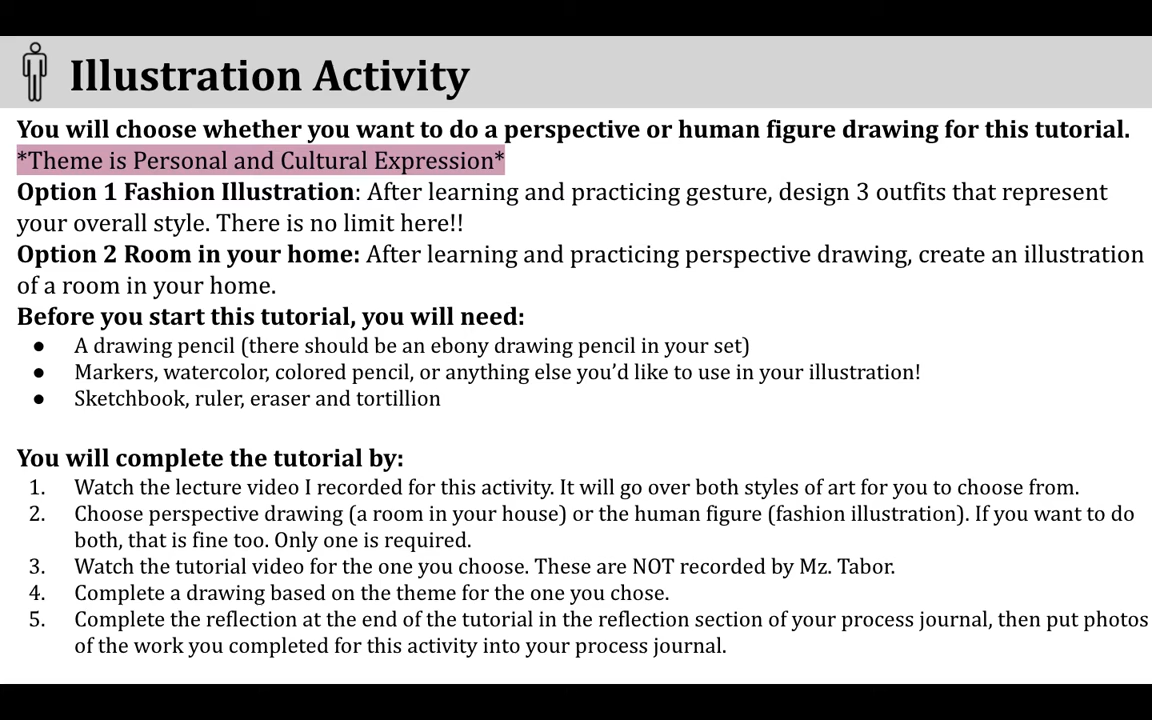 Illustration Activity
You will choose whether you want to do a perspective or human figure drawing for this tutorial.
*Theme is Personal and Cultural Expression*
Option 1 Fashion Illustration: After learning and practicing gesture, design 3 outfits that represent
your overall style. There is no limit here!!
Option 2 Room in your home: After learning and practicing perspective drawing, create an illustration
of a room in your home.
Before you start this tutorial, you will need:
● A drawing pencil (there should be an ebony drawing pencil in your set)
● Markers, watercolor, colored pencil, or anything else you’d like to use in your illustration!
● Sketchbook, ruler, eraser and tortillion
You will complete the tutorial by:
1. Watch the lecture video I recorded for this activity. It will go over both styles of art for you to choose from.
2. Choose perspective drawing (a room in your house) or the human figure (fashion illustration). If you want to do
both, that is fine too. Only one is required.
3. Watch the tutorial video for the one you choose. These are NOT recorded by Mz. Tabor.
4. Complete a drawing based on the theme for the one you chose.
5. Complete the reflection at the end of the tutorial in the reflection section of your process journal, then put photos
of the work you completed for this activity into your process journal.